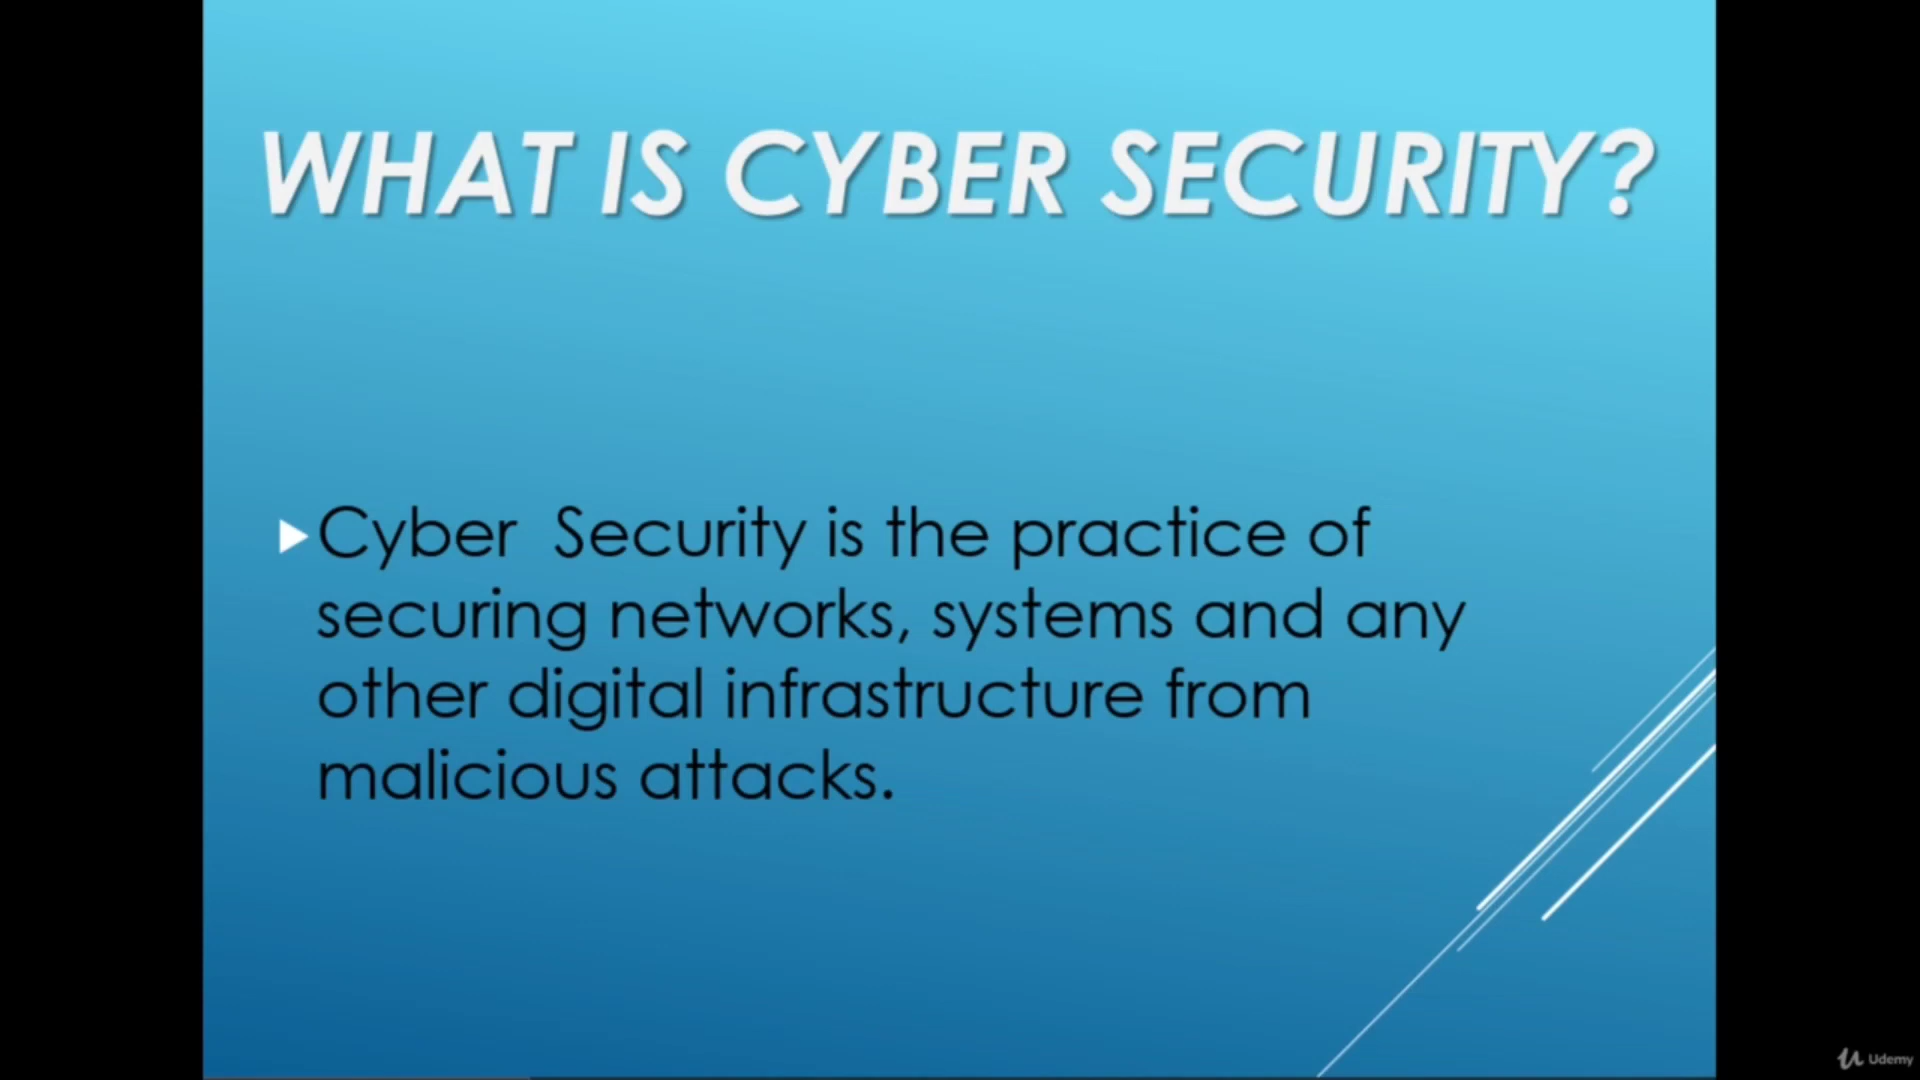 WHAT IS CYBER SECURITY?
Cyber Security is the practice of
securing networks, systems and any
other digital infrastructure from
malicious attacks.
Udemy